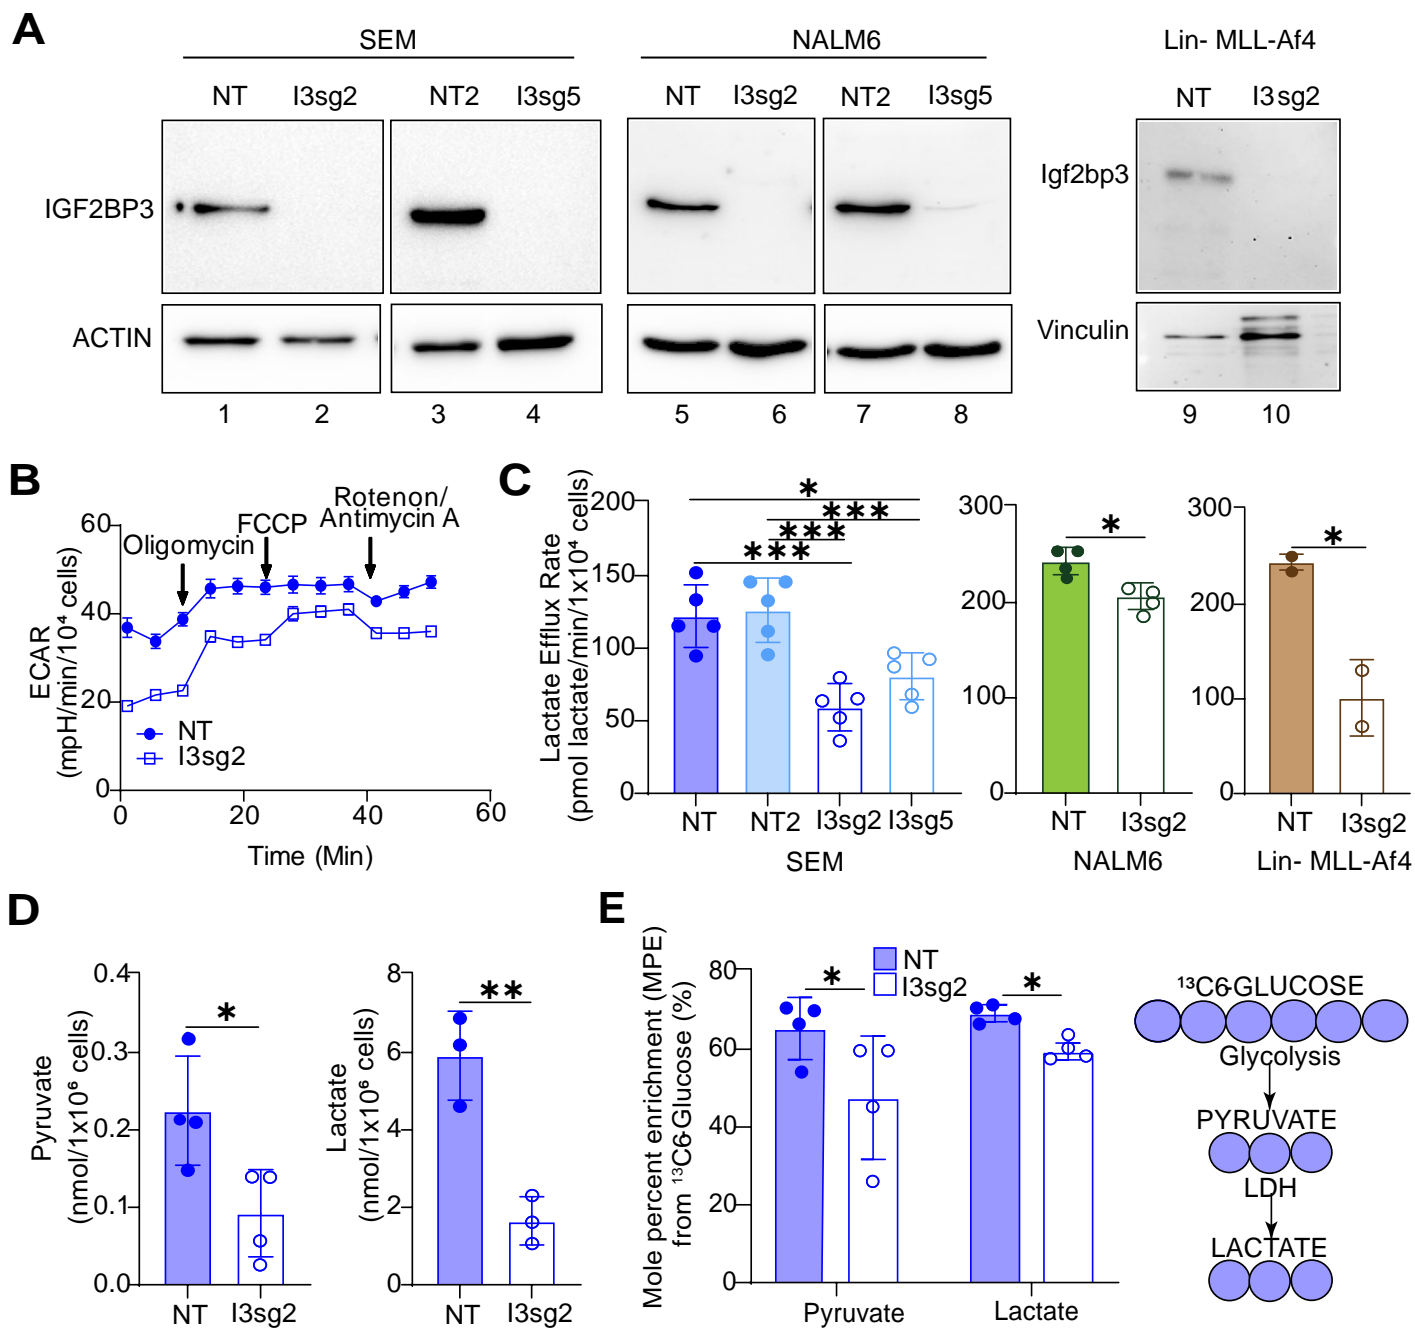 A
SEM
NALM6
Lin- MLL-Af4
NT
I3sg2
NT2
I3sg5
NT
I3sg2
NT2
I3sg5
NT
I3sg2
IGF2BP3
Igf2bp3
ACTIN
Vinculin
1
2
3
4
5
6
7
8
9
10
B
ECAR
(mpH/min/10⁴ cells)
60
40
20
0
Oligomycin
FCCP
Rotenon/
Antimycin A
NT
I3sg2
0
20
40
60
Time (Min)
C
Lactate Efflux Rate
(pmol lactate/min/1x10⁴ cells)
200
150
100
50
0
*
***
***
***
NT
NT2
I3sg2
I3sg5
SEM
300
200
100
0
*
NT
I3sg2
NALM6
300
200
100
0
*
NT
I3sg2
Lin- MLL-Af4
D
Pyruvate
(nmol/1x10⁶ cells)
0.4
0.3
0.2
0.1
0.0
*
NT
I3sg2
Lactate
(nmol/1x10⁶ cells)
8
6
4
2
0
**
NT
I3sg2
E
Mole percent enrichment (MPE)
from ¹³C6-Glucose (%)
80
60
40
20
0
*
*
NT
I3sg2
Pyruvate
Lactate
¹³C6-GLUCOSE
Glycolysis
PYRUVATE
LDH
LACTATE